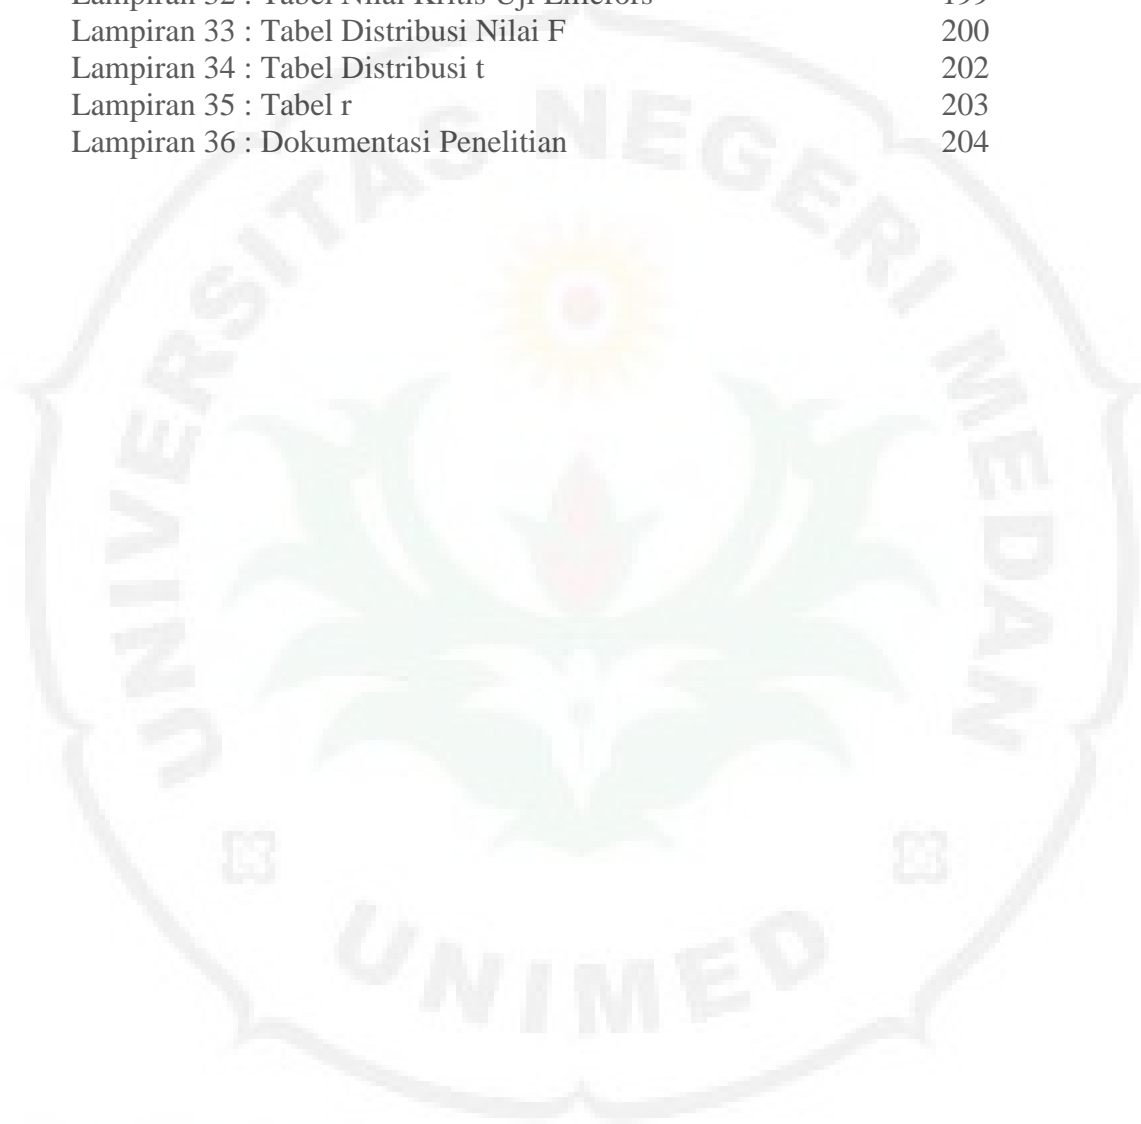 Lampiran 32 : Tabel Nilai Kritis Uji 199
Lampiran 33 : Tabel Distribusi Nilai F 200
Lampiran 34 : Tabel Distribusi t 202
Lampiran 35 : Tabel r 203
Lampiran 36 : Dokumentasi Penelitian 204
UNIVERSITAS NEGERI MEDAN
UNIMED